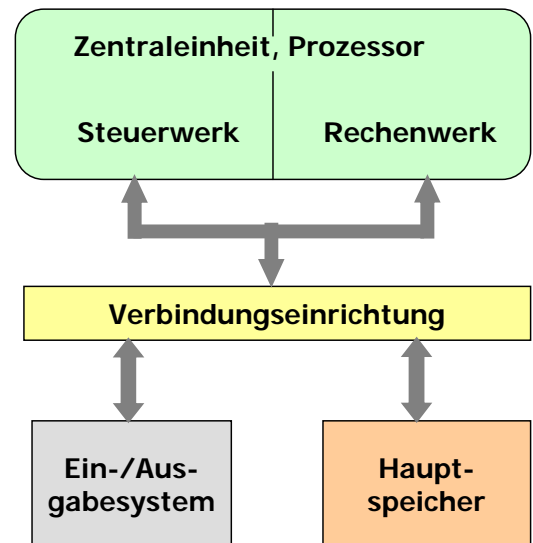 Zentraleinheit, Prozessor
Steuerwerk
Rechenwerk
Verbindungseinrichtung
Ein-/Aus-
gabesystem
Haupt-
speicher